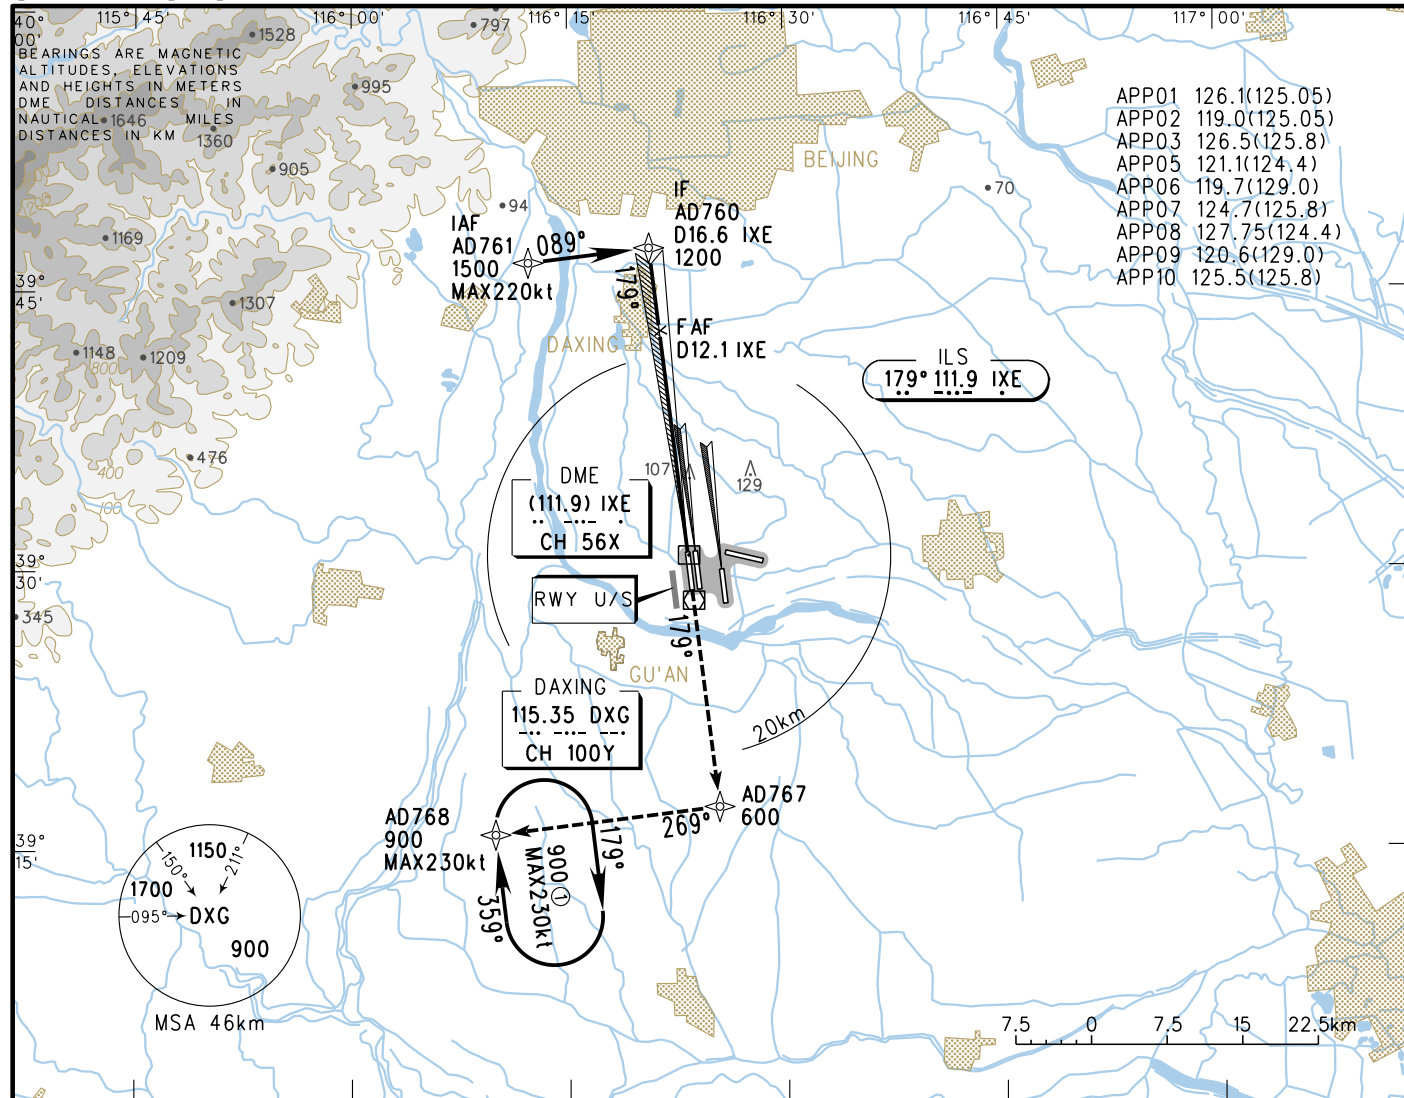 115° 45'
116° 00'
116° 15'
116° 30'
116° 45'
117° 00'
40°
00'
BEARINGS ARE MAGNETIC
ALTITUDES, ELEVATIONS
AND HEIGHTS IN METERS
DME DISTANCES IN
NAUTICAL MILES
DISTANCES IN KM
1528
797
995
1646
1360
905
94
70
1200
1169
1307
1148
1209
800
476
400
100
345
BEIJING
APP01 126.1(125.05)
APP02 119.0(125.05)
APP03 126.5(125.8)
APP05 121.1(124.4)
APP06 119.7(129.0)
APP07 124.7(125.8)
APP08 127.75(124.4)
APP09 120.6(129.0)
APP10 125.5(125.8)
IAF
AD761
1500
MAX220kt
089°
IF
AD760
D16.6 IXE
1200
179°
39°
45'
FAF
D12.1 IXE
DAXING
ILS
179° 111.9 IXE
107
129
DME
(111.9) IXE
CH 56X
39°
30'
RWY U/S
179°
GU'AN
DAXING
115.35 DXG
CH 100Y
20km
AD767
600
269°
AD768
900
MAX230kt
39°
15'
179°
900 ①
MAX230kt
359°
1150
150°
211°
1700
095°
DXG
900
MSA 46km
7.5 0 7.5 15 22.5km